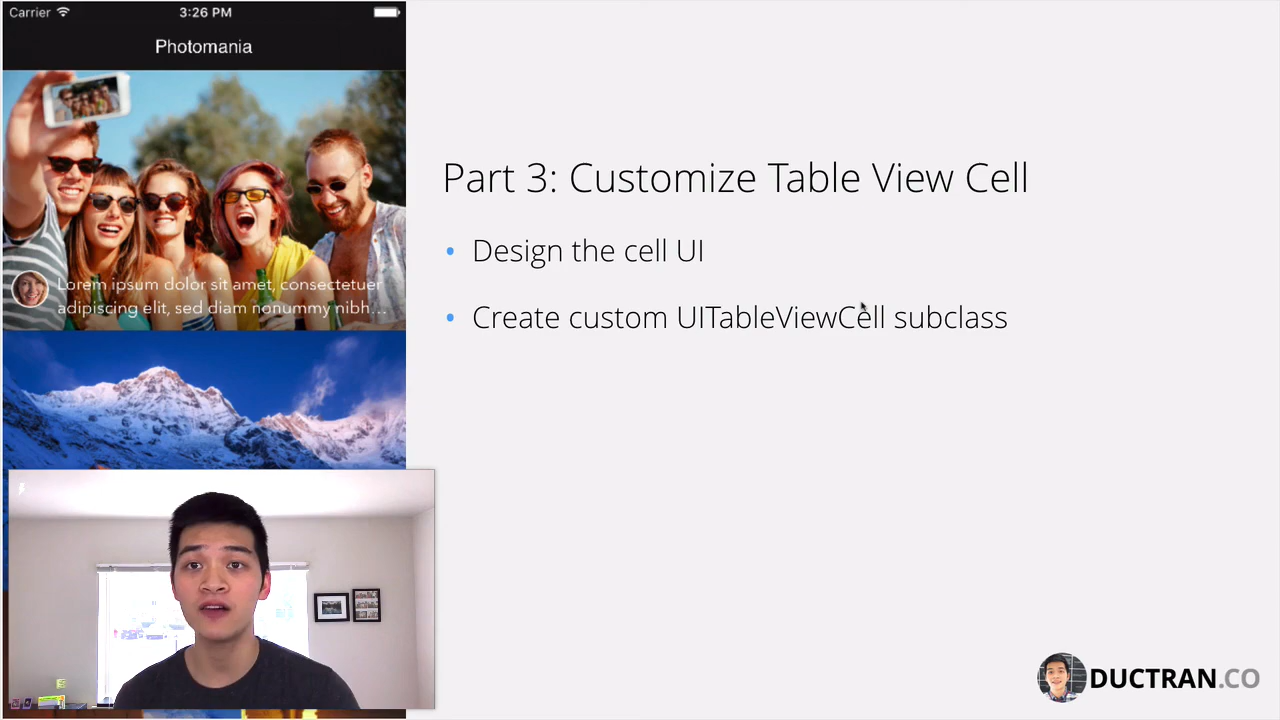 Carrier
3:26 PM
Photomania
Lorem ipsum dolor sit amet, consectetuer
adipiscing elit, sed diam nonummy nibh...
Part 3: Customize Table View Cell
• Design the cell UI
• Create custom UITableViewCell subclass
DUCTRAN.CO